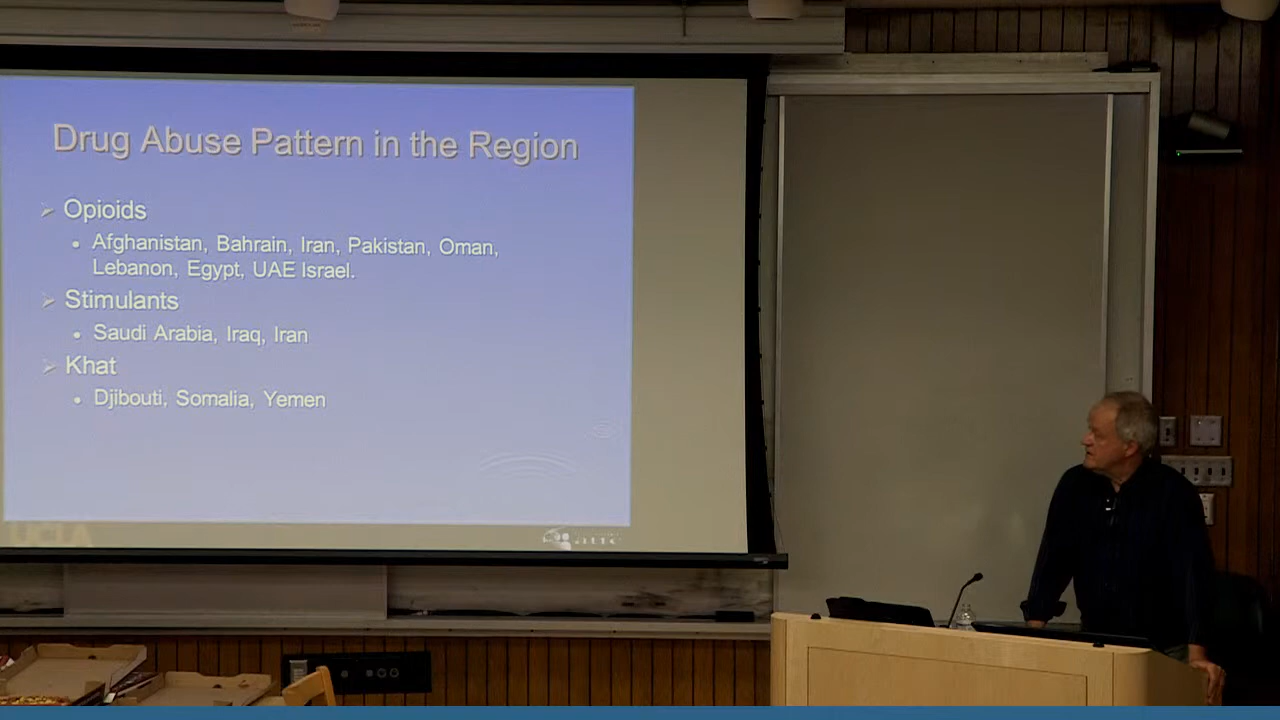 Drug Abuse Pattern in the Region
Opioids
Afghanistan, Bahrain, Iran, Pakistan, Oman,
Lebanon, Egypt, UAE Israel.
Stimulants
Saudi Arabia, Iraq, Iran
Khat
Djibouti, Somalia, Yemen
UCLA